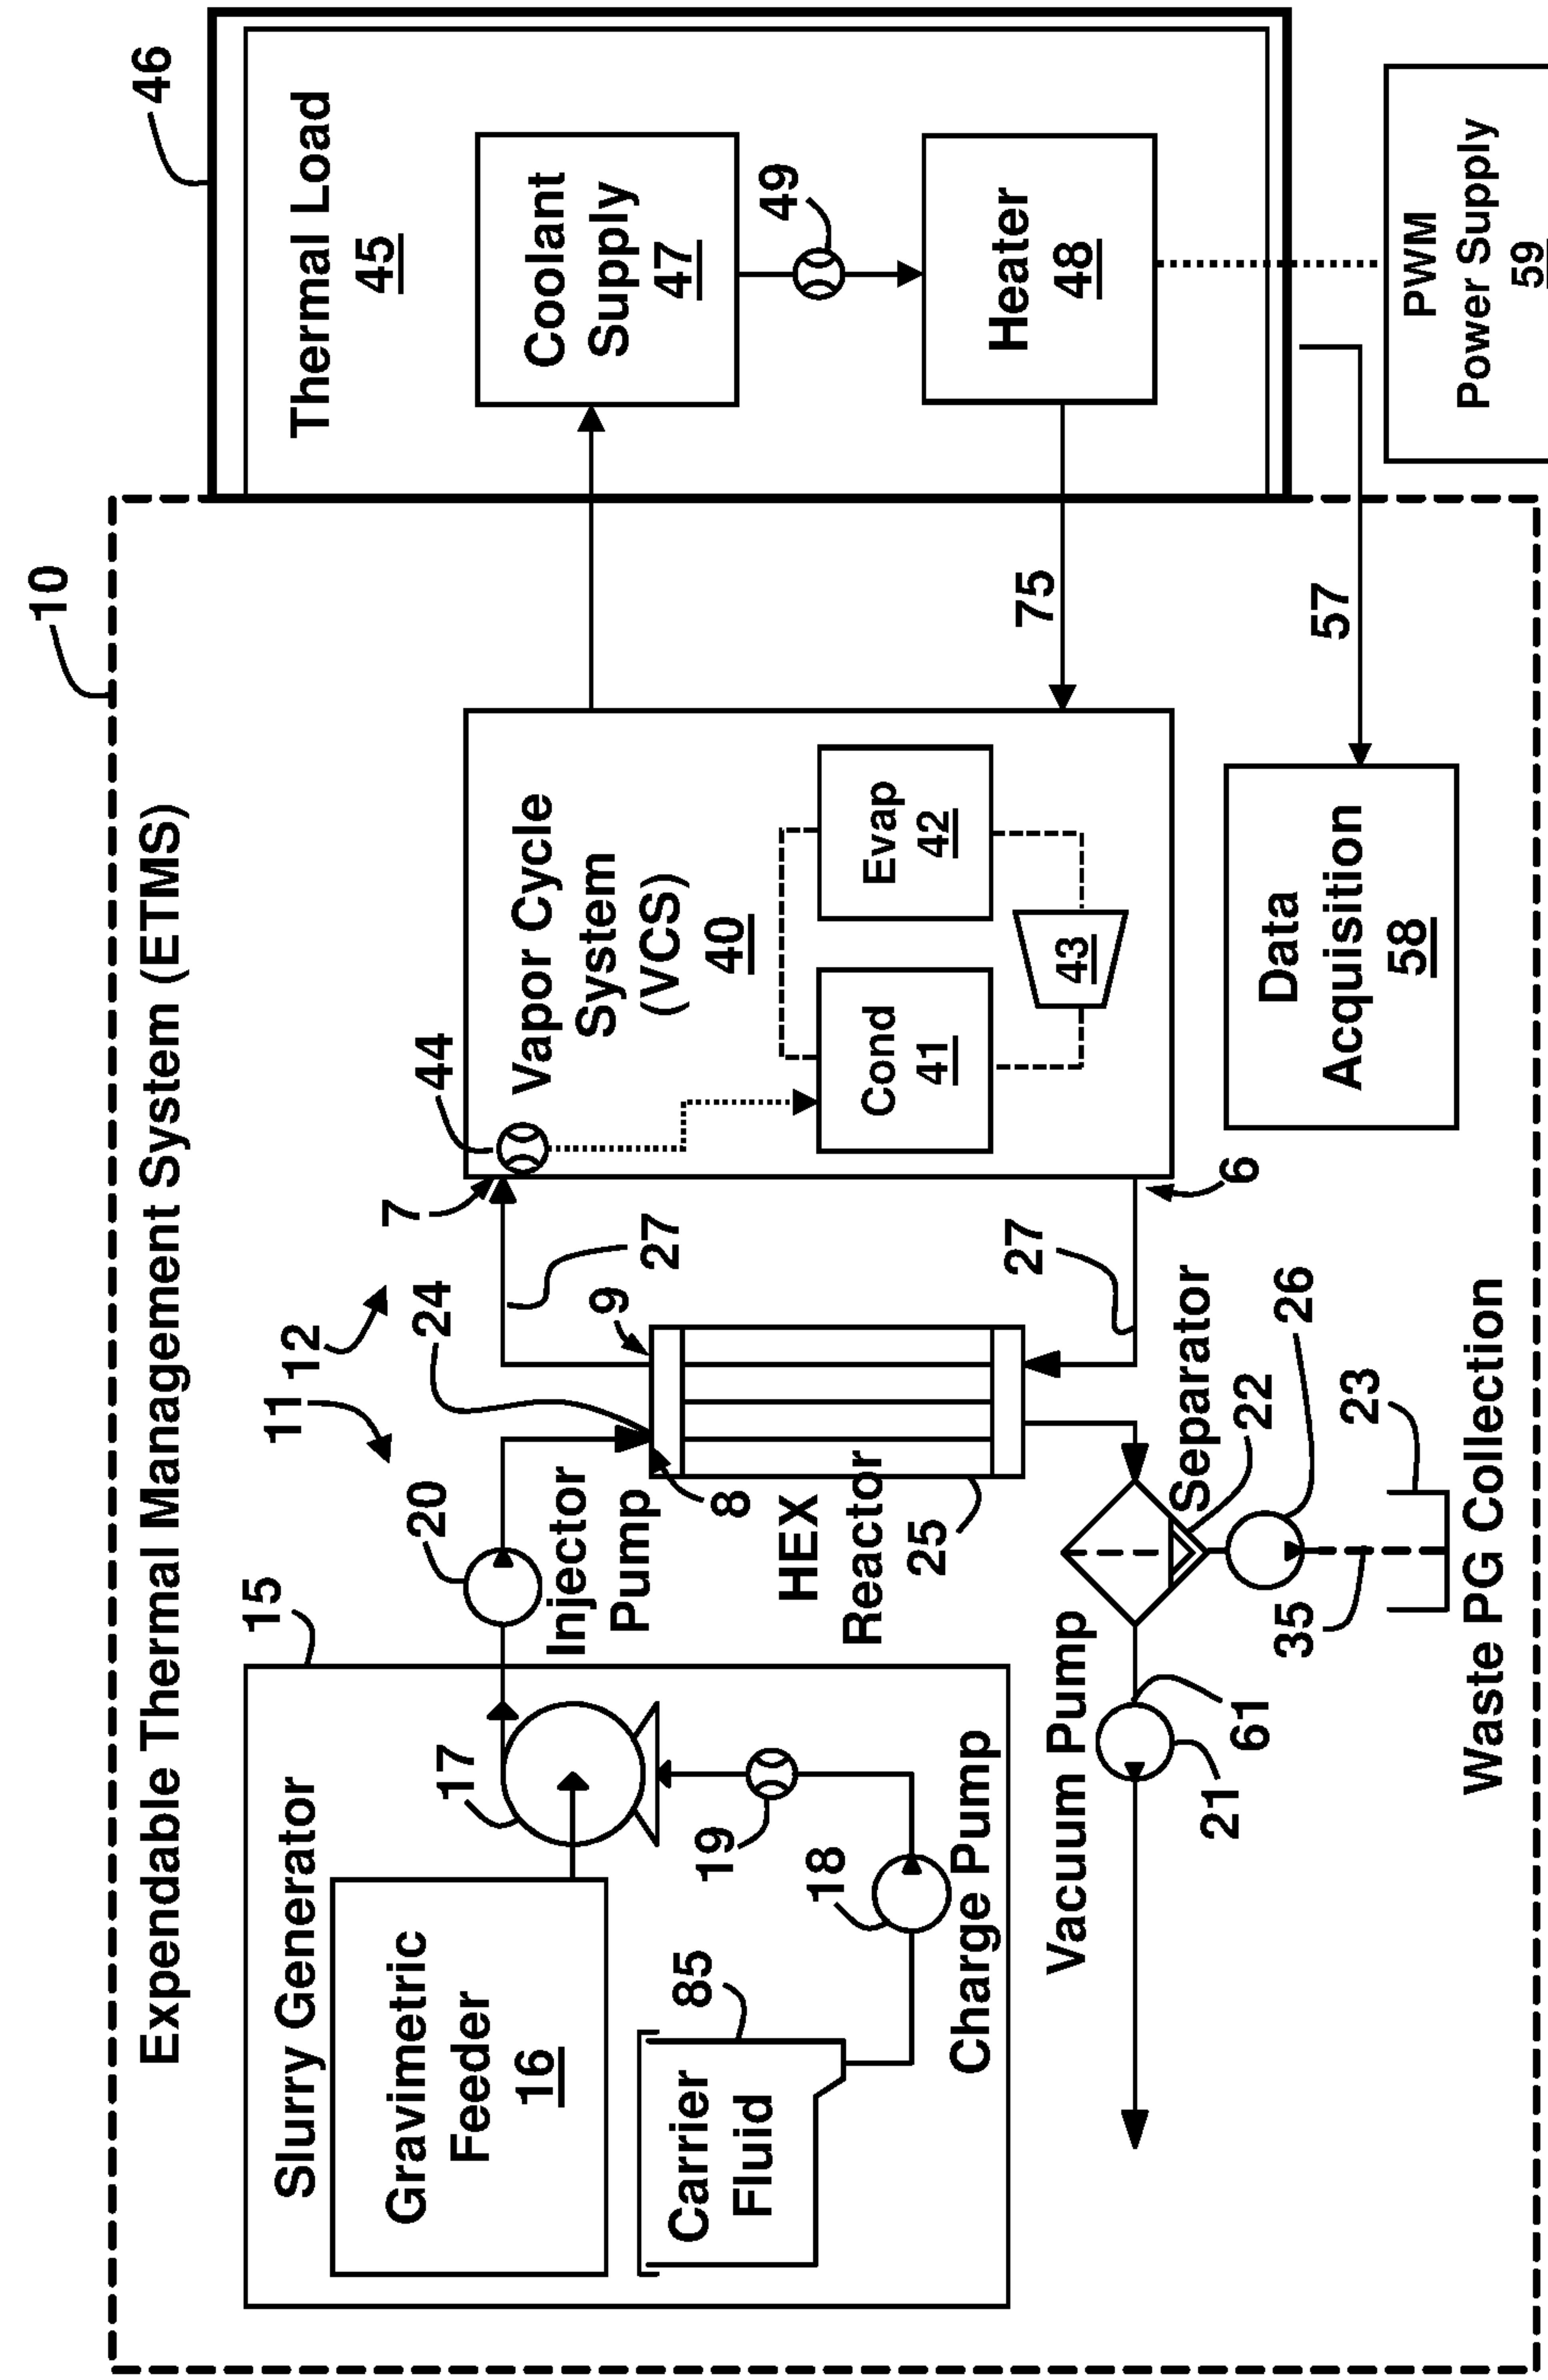 10
46
Expendable Thermal Management System (ETMS)
15
Slurry Generator
Gravimetric
Feeder
16
17
Carrier
Fluid
85
19
18
Charge Pump
20
Injector
Pump
11
12
24
8
9
HEX
Reactor
25
27
27
7
6
44
Vapor Cycle
System
(VCS)
40
Cond
41
Evap
42
43
Thermal Load
45
Coolant
Supply
47
49
Heater
48
75
57
PWM
Power Supply
59
Data
Acquisition
58
Vacuum Pump
21
61
Separator
22
26
35
23
Waste PG Collection